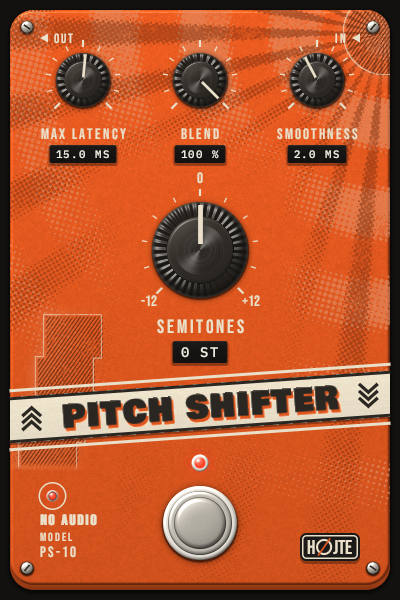 OUT
IN
MAX LATENCY
BLEND
SMOOTHNESS
15.0 MS
100 %
2.0 MS
0
-12
+12
SEMITONES
0 ST
PITCH SHIFTER
NO AUDIO
MODEL
PS-10
HØJTE